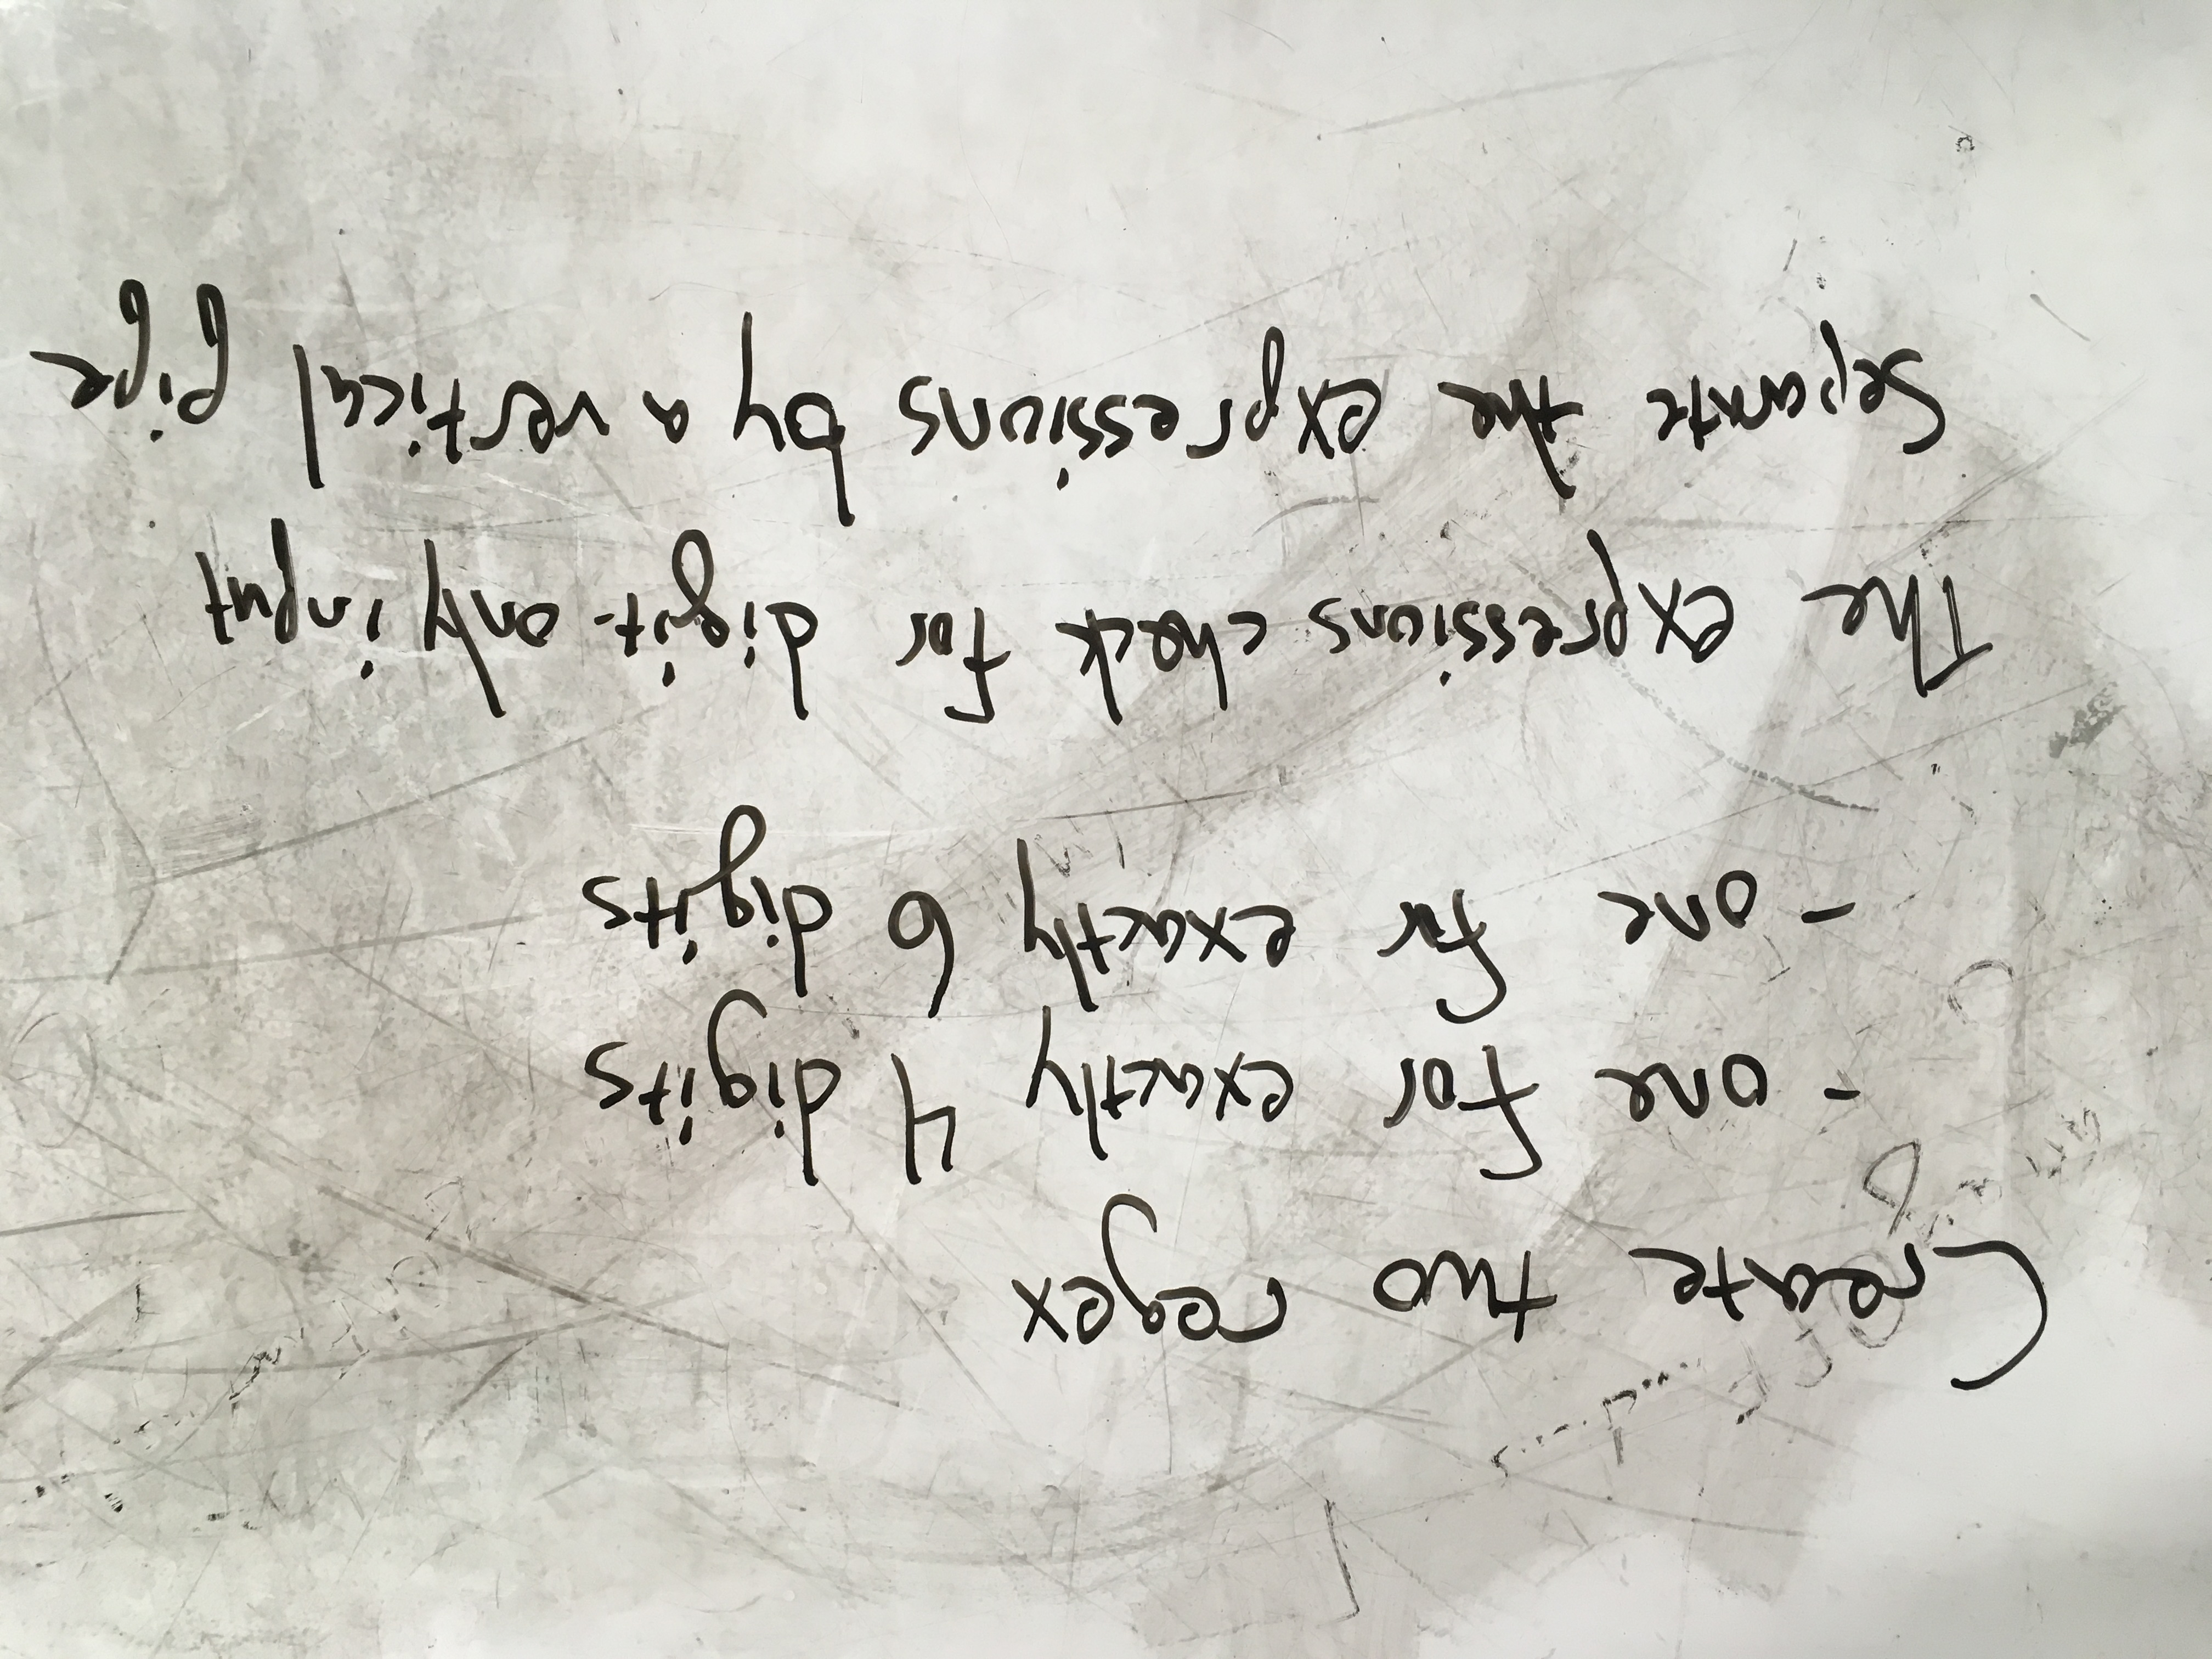 Create two regex
- one for exactly 4 digits
- one for exactly 6 digits
The expressions check for digit-only input
Separate the expressions by a vertical pipe